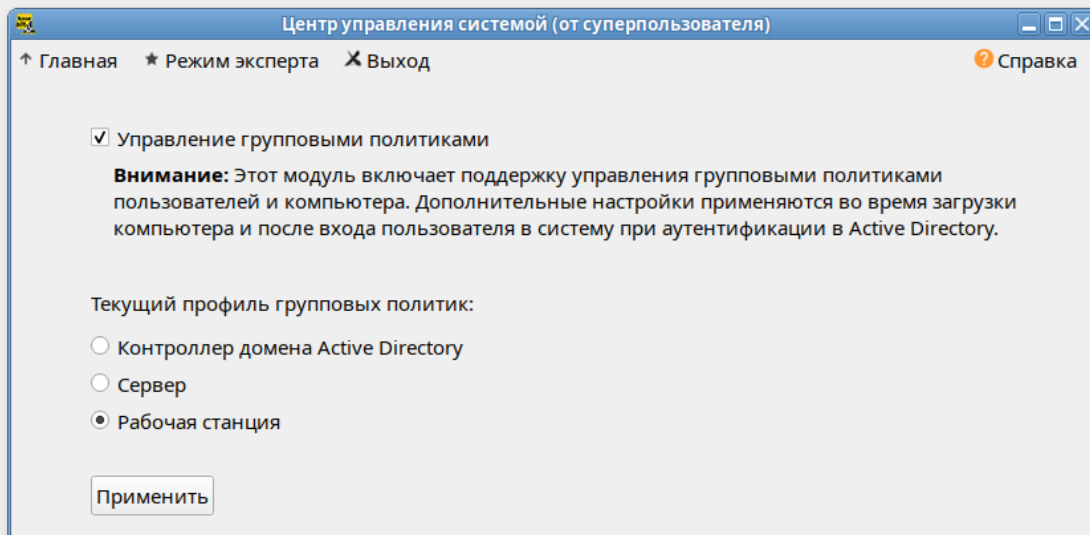 Центр управления системой (от суперпользователя)
Главная Режим эксперта Выход Справка
Управление групповыми политиками
Внимание: Этот модуль включает поддержку управления групповыми политиками
пользователей и компьютера. Дополнительные настройки применяются во время загрузки
компьютера и после входа пользователя в систему при аутентификации в Active Directory.
Текущий профиль групповых политик:
Контроллер домена Active Directory
Сервер
Рабочая станция
Применить